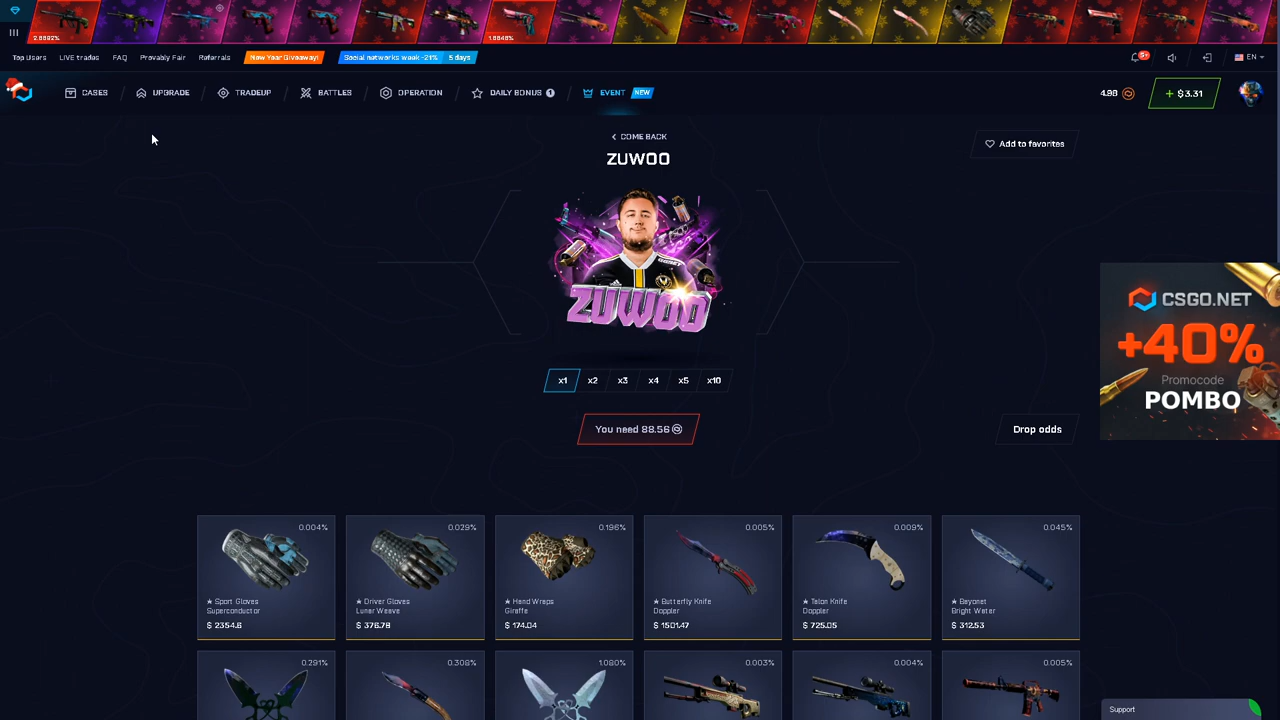 2.8882%
1.6648%
Top Users
LIVE trades
FAQ
Provably Fair
Referrals
New Year Giveaway!
Social networks week -21%
5 days
5+
EN
CASES
UPGRADE
TRADEUP
BATTLES
OPERATION
DAILY BONUS
EVENT
NEW
4.98
+ $ 3.31
COME BACK
ZUWOO
Add to favorites
ZUWOO
CSGO.NET
+40%
Promocode
POMBO
x1
x2
x3
x4
x5
x10
You need 88.56
Drop odds
0.004%
★ Sport Gloves
Superconductor
$ 2354.6
0.029%
★ Driver Gloves
Lunar Weave
$ 376.78
0.196%
★ Hand Wraps
Giraffe
$ 174.04
0.005%
★ Butterfly Knife
Doppler
$ 1501.47
0.009%
★ Talon Knife
Doppler
$ 725.05
0.045%
★ Bayonet
Bright Water
$ 312.53
0.291%
0.308%
1.080%
0.003%
0.004%
0.005%
Support